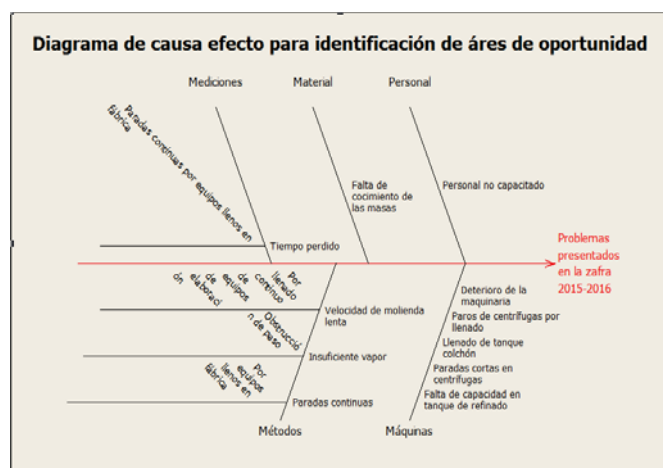 Diagrama de causa efecto para identificación de áres de oportunidad
Mediciones
Material
Personal
Paradas continuas por equipos llenos en
fábrica
Tiempo perdido
Falta de
cocimiento de
las masas
Personal no capacitado
Problemas
presentados
en la zafra
2015-2016
Por
llenado
continuo
de
equipos
de
elaboraci
ón
Velocidad de molienda
lenta
Obstrucció
n de paso
Insuficiente vapor
Por
equipos
llenos en
fábrica
Paradas continuas
Métodos
Deterioro de la
maquinaria
Paros de centrífugas por
llenado
Llenado de tanque
colchón
Paradas cortas en
centrífugas
Falta de capacidad en
tanque de refinado
Máquinas